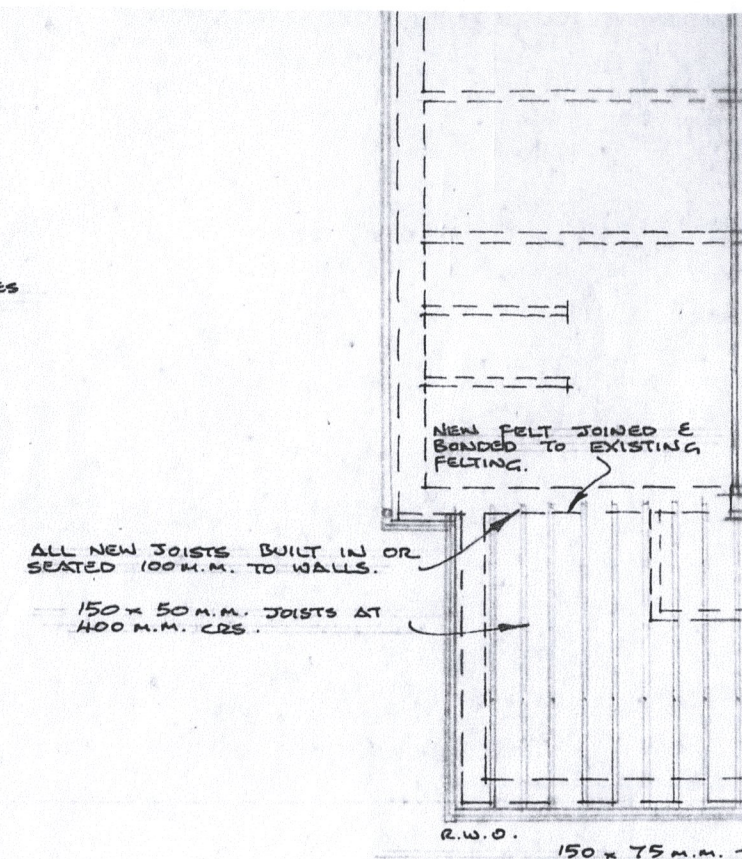 ES
NEW FELT JOINED &
BONDED TO EXISTING
FELTING.
ALL NEW JOISTS BUILT IN OR
SEATED 100 M.M. TO WALLS.
150 x 50 M.M. JOISTS AT
400 M.M. CRS.
R.W.O.
150 x 75 M.M.